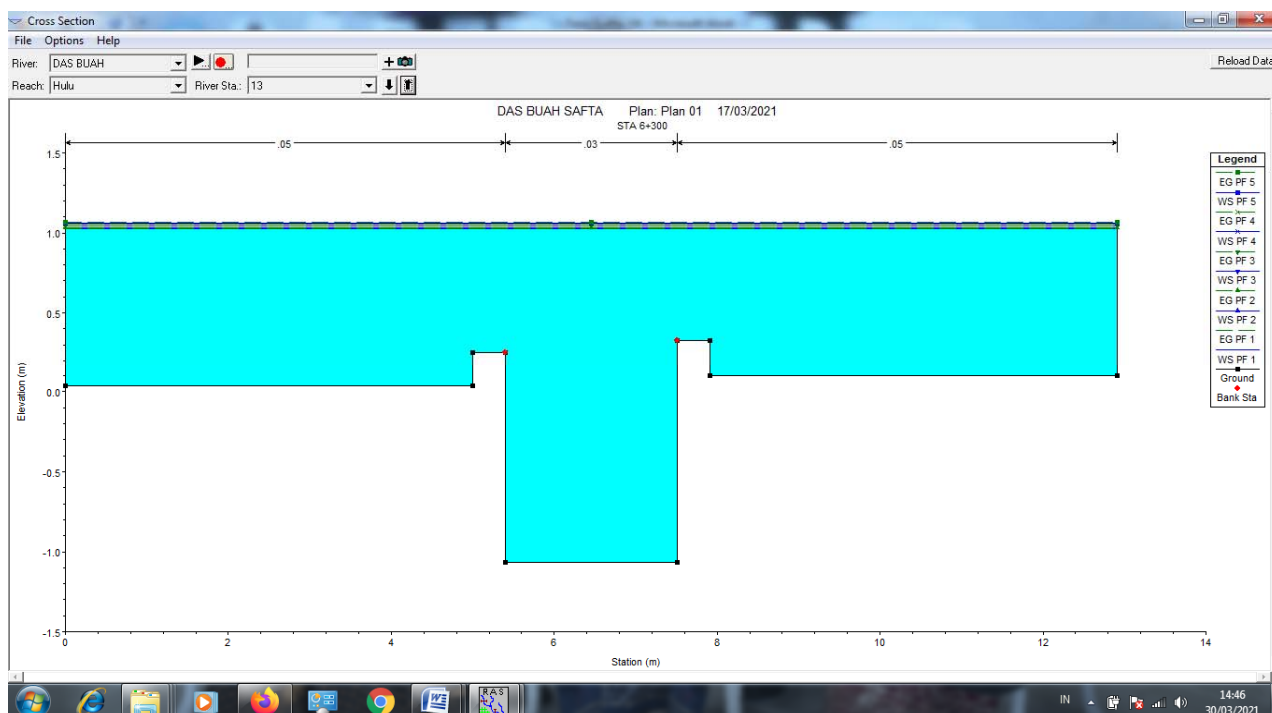 Cross Section
File Options Help
River: DAS BUAH
Reload Data
Reach: Hulu River Sta.: 13
DAS BUAH SAFTA Plan: Plan 01 17/03/2021
STA 6+300
.05 .03 .05
1.5
1.0
0.5
0.0
-0.5
-1.0
-1.5
Elevation (m)
0 2 4 6 8 10 12 14
Station (m)
Legend
EG PF 5
WS PF 5
EG PF 4
WS PF 4
EG PF 3
WS PF 3
EG PF 2
WS PF 2
EG PF 1
WS PF 1
Ground
Bank Sta
RAS
IN
14:46
30/03/2021